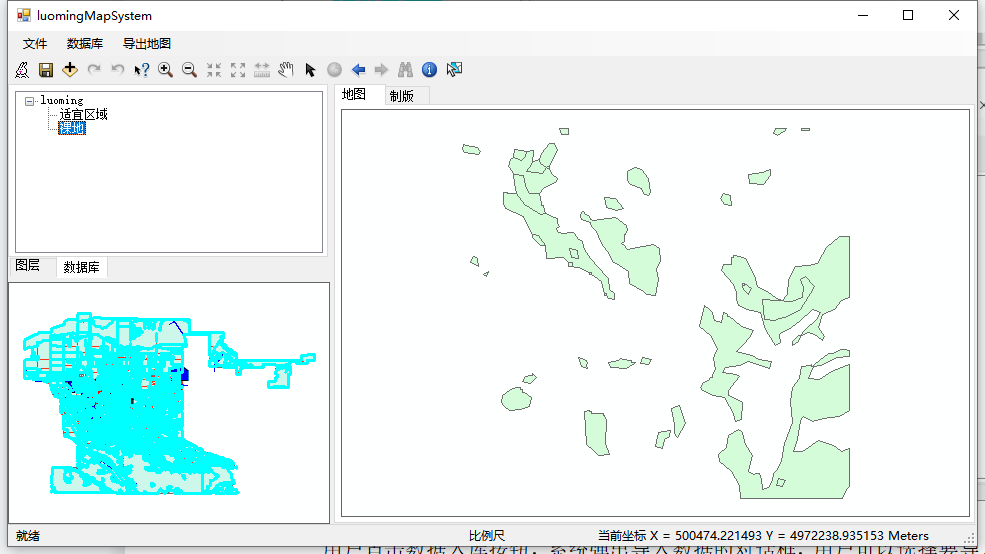 luomingMapSystem
文件 数据库 导出地图
luoming
适宜区域
裸地
图层 数据库
地图 制版
就绪 比例尺 当前坐标 X = 500474.221493 Y = 4972238.935153 Meters